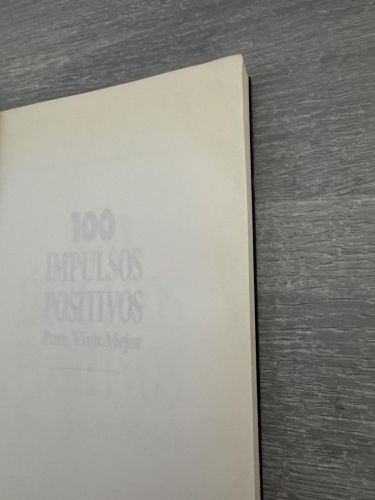 100
IMPULSOS
POSITIVOS
Para Vivir Mejor